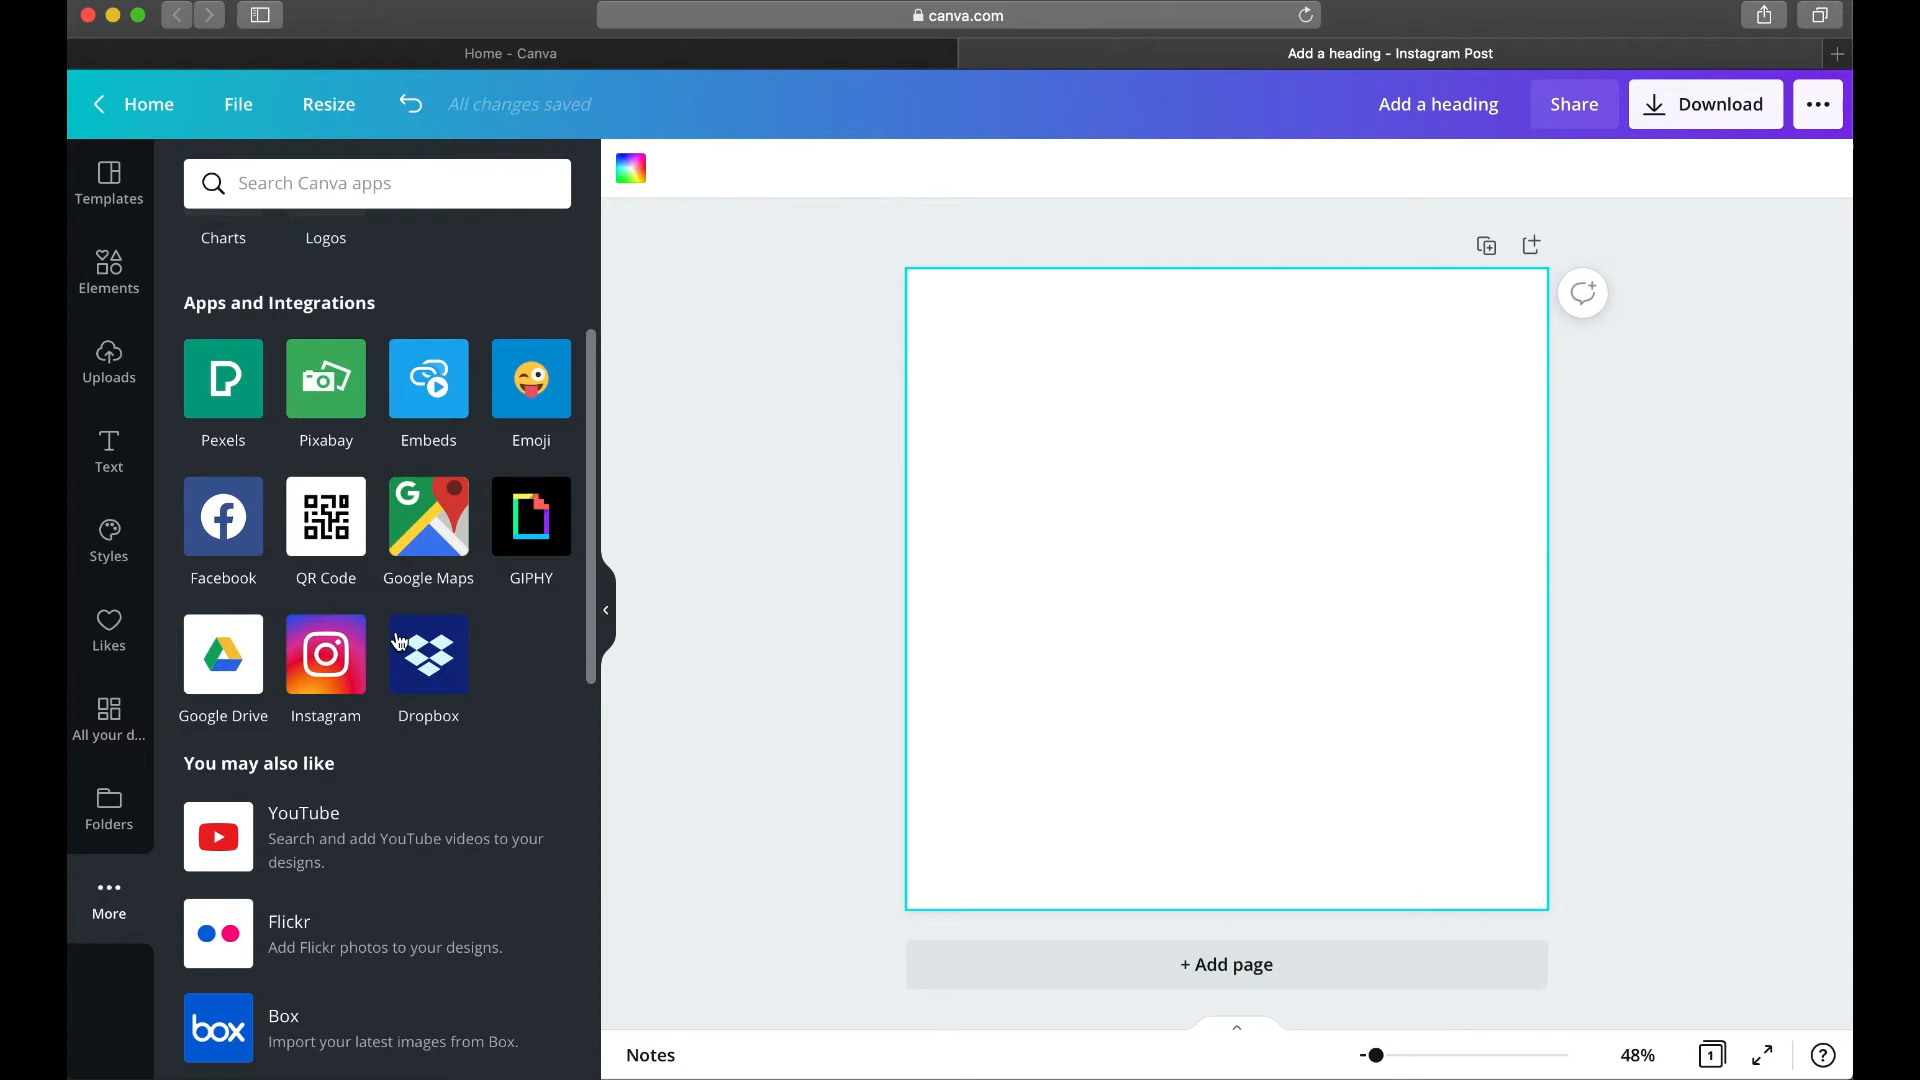 canva.com
Home - Canva
Add a heading - Instagram Post
Home
File
Resize
All changes saved
Add a heading
Share
Download
Templates
Elements
Uploads
Text
Styles
Likes
All your d...
Folders
More
Search Canva apps
Charts
Logos
Apps and Integrations
Pexels
Pixabay
Embeds
Emoji
Facebook
QR Code
G
Google Maps
GIPHY
Google Drive
Instagram
Dropbox
You may also like
YouTube
Search and add YouTube videos to your
designs.
Flickr
Add Flickr photos to your designs.
box
Box
Import your latest images from Box.
+ Add page
Notes
48%
1
?